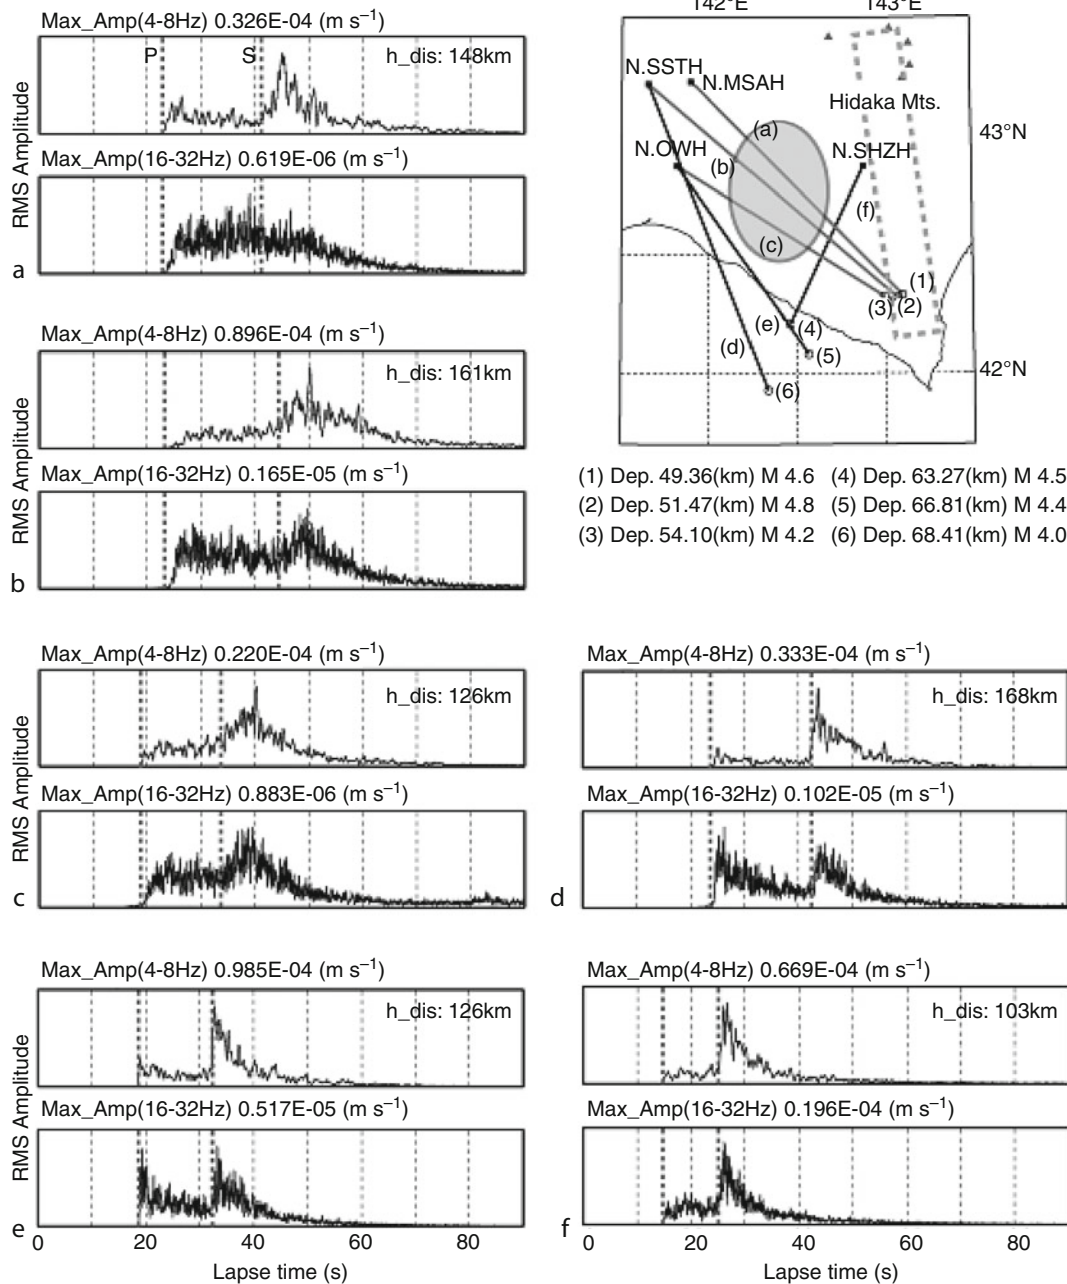 Max_Amp(4-8Hz) 0.326E-04 (m s⁻¹)
P
S
h_dis: 148km
Max_Amp(16-32Hz) 0.619E-06 (m s⁻¹)
RMS Amplitude
a
Max_Amp(4-8Hz) 0.896E-04 (m s⁻¹)
h_dis: 161km
Max_Amp(16-32Hz) 0.165E-05 (m s⁻¹)
RMS Amplitude
b
142°E
143°E
N.SSTH
N.MSAH
Hidaka Mts.
(a)
43°N
N.OWH
N.SHZH
(b)
(f)
(c)
(1)
(3)
(2)
(e)
(4)
(d)
(5)
42°N
(6)
(1) Dep. 49.36(km) M 4.6 (4) Dep. 63.27(km) M 4.5
(2) Dep. 51.47(km) M 4.8 (5) Dep. 66.81(km) M 4.4
(3) Dep. 54.10(km) M 4.2 (6) Dep. 68.41(km) M 4.0
Max_Amp(4-8Hz) 0.220E-04 (m s⁻¹)
h_dis: 126km
Max_Amp(16-32Hz) 0.883E-06 (m s⁻¹)
RMS Amplitude
c
Max_Amp(4-8Hz) 0.333E-04 (m s⁻¹)
h_dis: 168km
Max_Amp(16-32Hz) 0.102E-05 (m s⁻¹)
d
Max_Amp(4-8Hz) 0.985E-04 (m s⁻¹)
h_dis: 126km
Max_Amp(16-32Hz) 0.517E-05 (m s⁻¹)
RMS Amplitude
e
0 20 40 60 80
Lapse time (s)
Max_Amp(4-8Hz) 0.669E-04 (m s⁻¹)
h_dis: 103km
Max_Amp(16-32Hz) 0.196E-04 (m s⁻¹)
f
0 20 40 60 80
Lapse time (s)